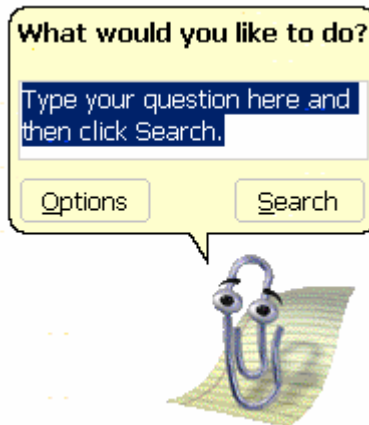 What would you like to do?
Type your question here and
then click Search.
Options
Search